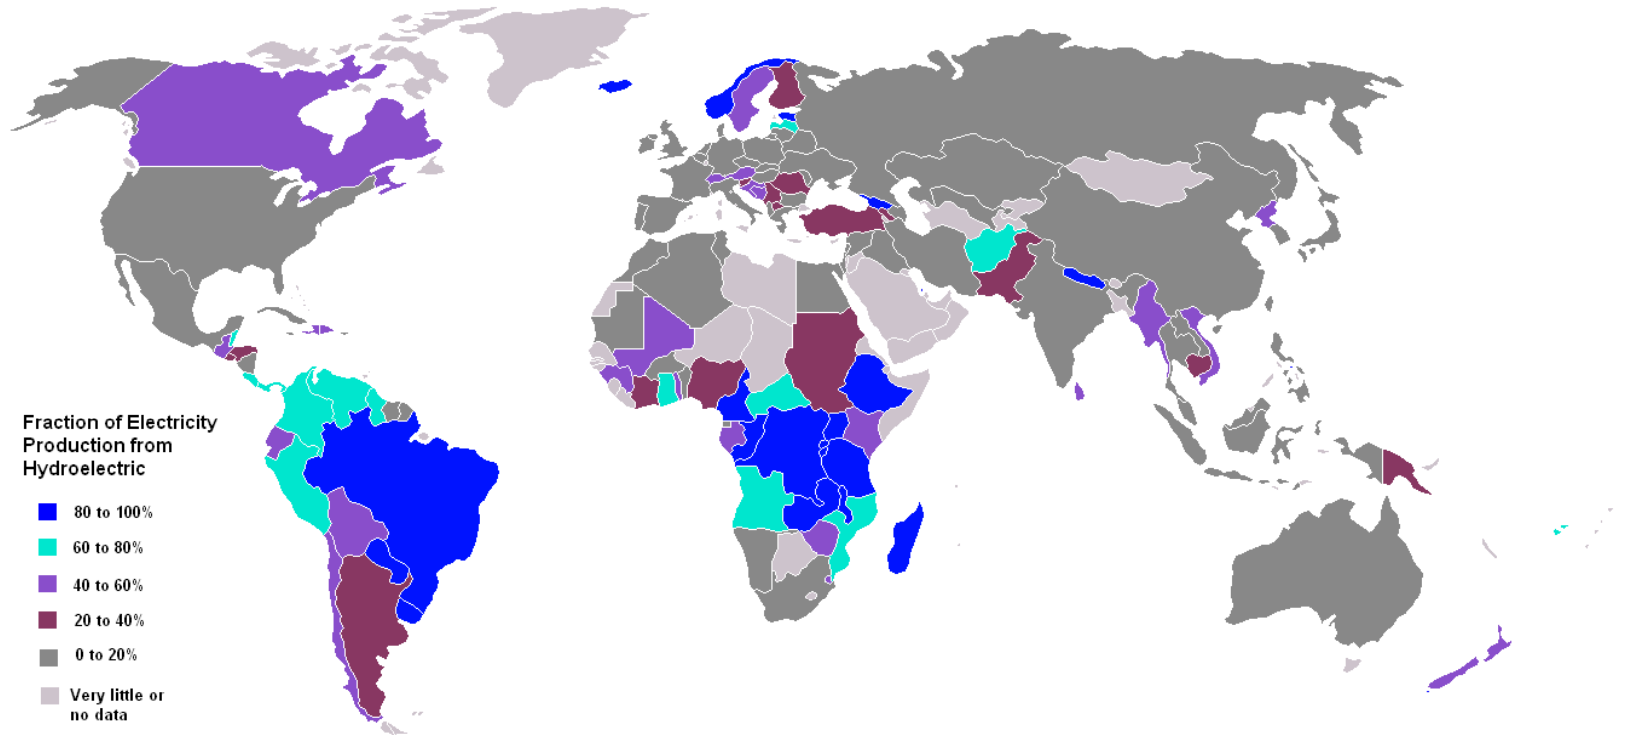 Fraction of Electricity
Production from
Hydroelectric
80 to 100%
60 to 80%
40 to 60%
20 to 40%
0 to 20%
Very little or
no data